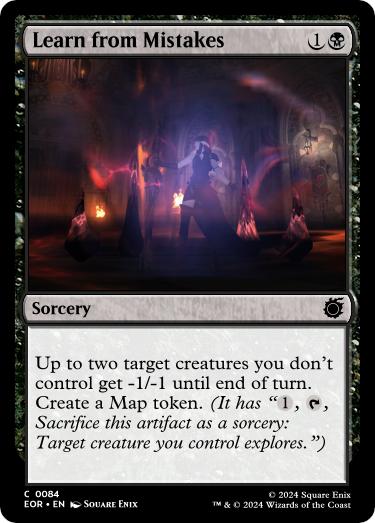 Learn from Mistakes 1
Sorcery
Up to two target creatures you don't
control get -1/-1 until end of turn.
Create a Map token. (It has “1, ,
Sacrifice this artifact as a sorcery:
Target creature you control explores.”)
C 0084 © 2024 Square Enix
EOR • EN Square Enix ™ & © 2024 Wizards of the Coast